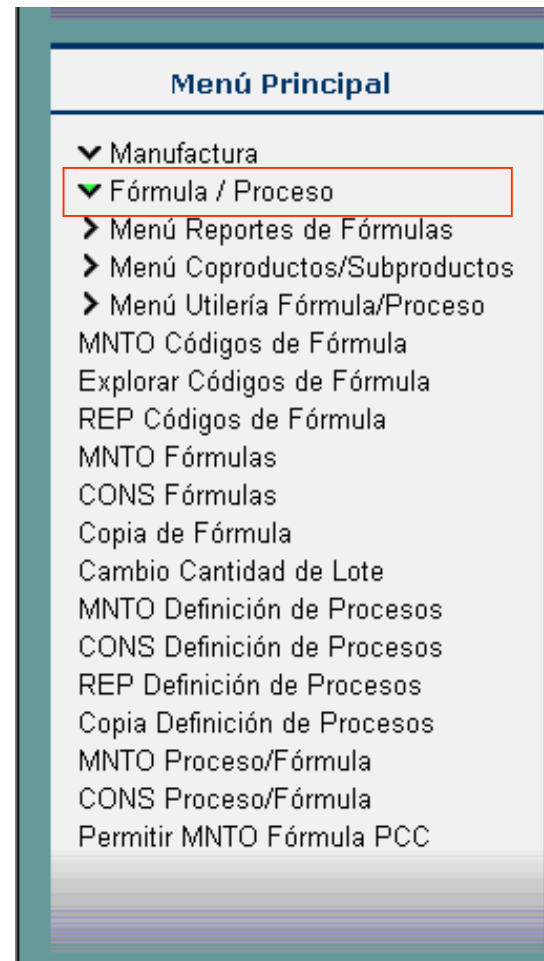 Menú Principal
Manufactura
Fórmula / Proceso
Menú Reportes de Fórmulas
Menú Coproductos/Subproductos
Menú Utilería Fórmula/Proceso
MNTO Códigos de Fórmula
Explorar Códigos de Fórmula
REP Códigos de Fórmula
MNTO Fórmulas
CONS Fórmulas
Copia de Fórmula
Cambio Cantidad de Lote
MNTO Definición de Procesos
CONS Definición de Procesos
REP Definición de Procesos
Copia Definición de Procesos
MNTO Proceso/Fórmula
CONS Proceso/Fórmula
Permitir MNTO Fórmula PCC